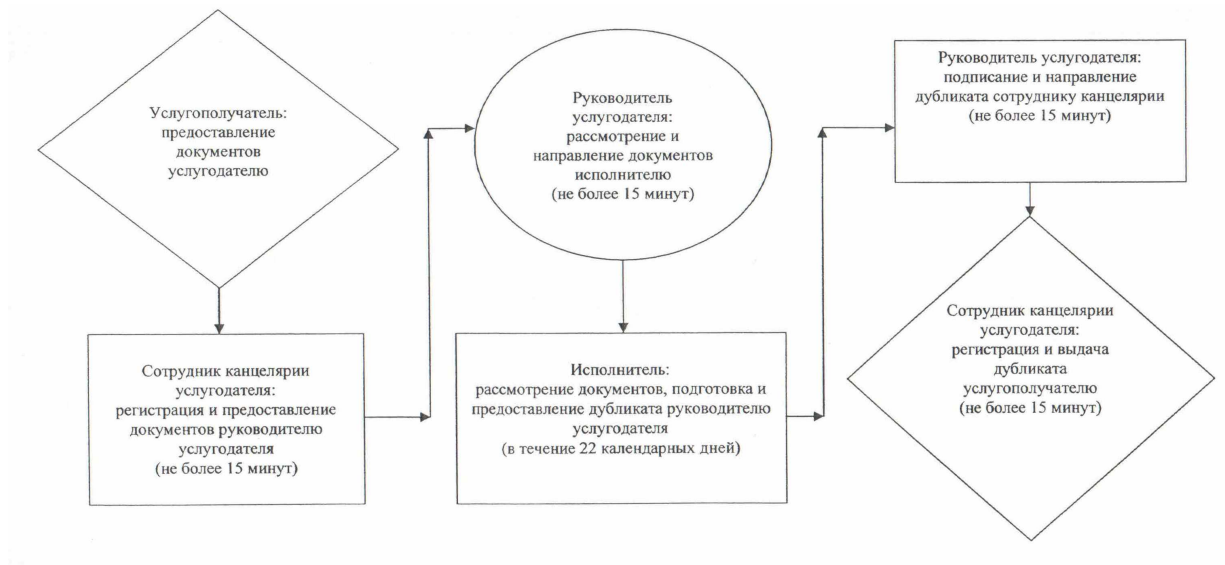 Услугополучатель:
предоставление
документов
услугодателю
Сотрудник канцелярии
услугодателя:
регистрация и предоставление
документов руководителю
услугодателя
(не более 15 минут)
Руководитель
услугодателя:
рассмотрение и
направление документов
исполнителю
(не более 15 минут)
Исполнитель:
рассмотрение документов, подготовка и
предоставление дубликата руководителю
услугодателя
(в течение 22 календарных дней)
Руководитель услугодателя:
подписание и направление
дубликата сотруднику канцелярии
(не более 15 минут)
Сотрудник канцелярии
услугодателя:
регистрация и выдача
дубликата
услугополучателю
(не более 15 минут)